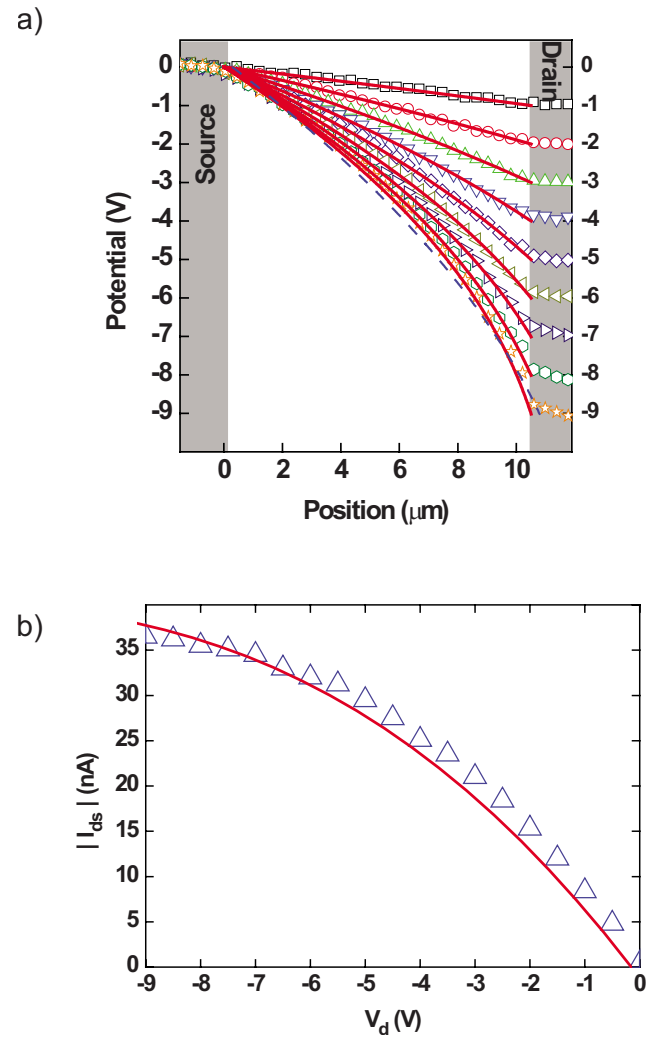 a)
0
-1
-2
-3
-4
-5
-6
-7
-8
-9
Potential (V)
Source
Drain
0
-1
-2
-3
-4
-5
-6
-7
-8
-9
0 2 4 6 8 10
Position (μm)
b)
35
30
25
20
15
10
5
0
| I_ds | (nA)
-9 -8 -7 -6 -5 -4 -3 -2 -1 0
V_d (V)